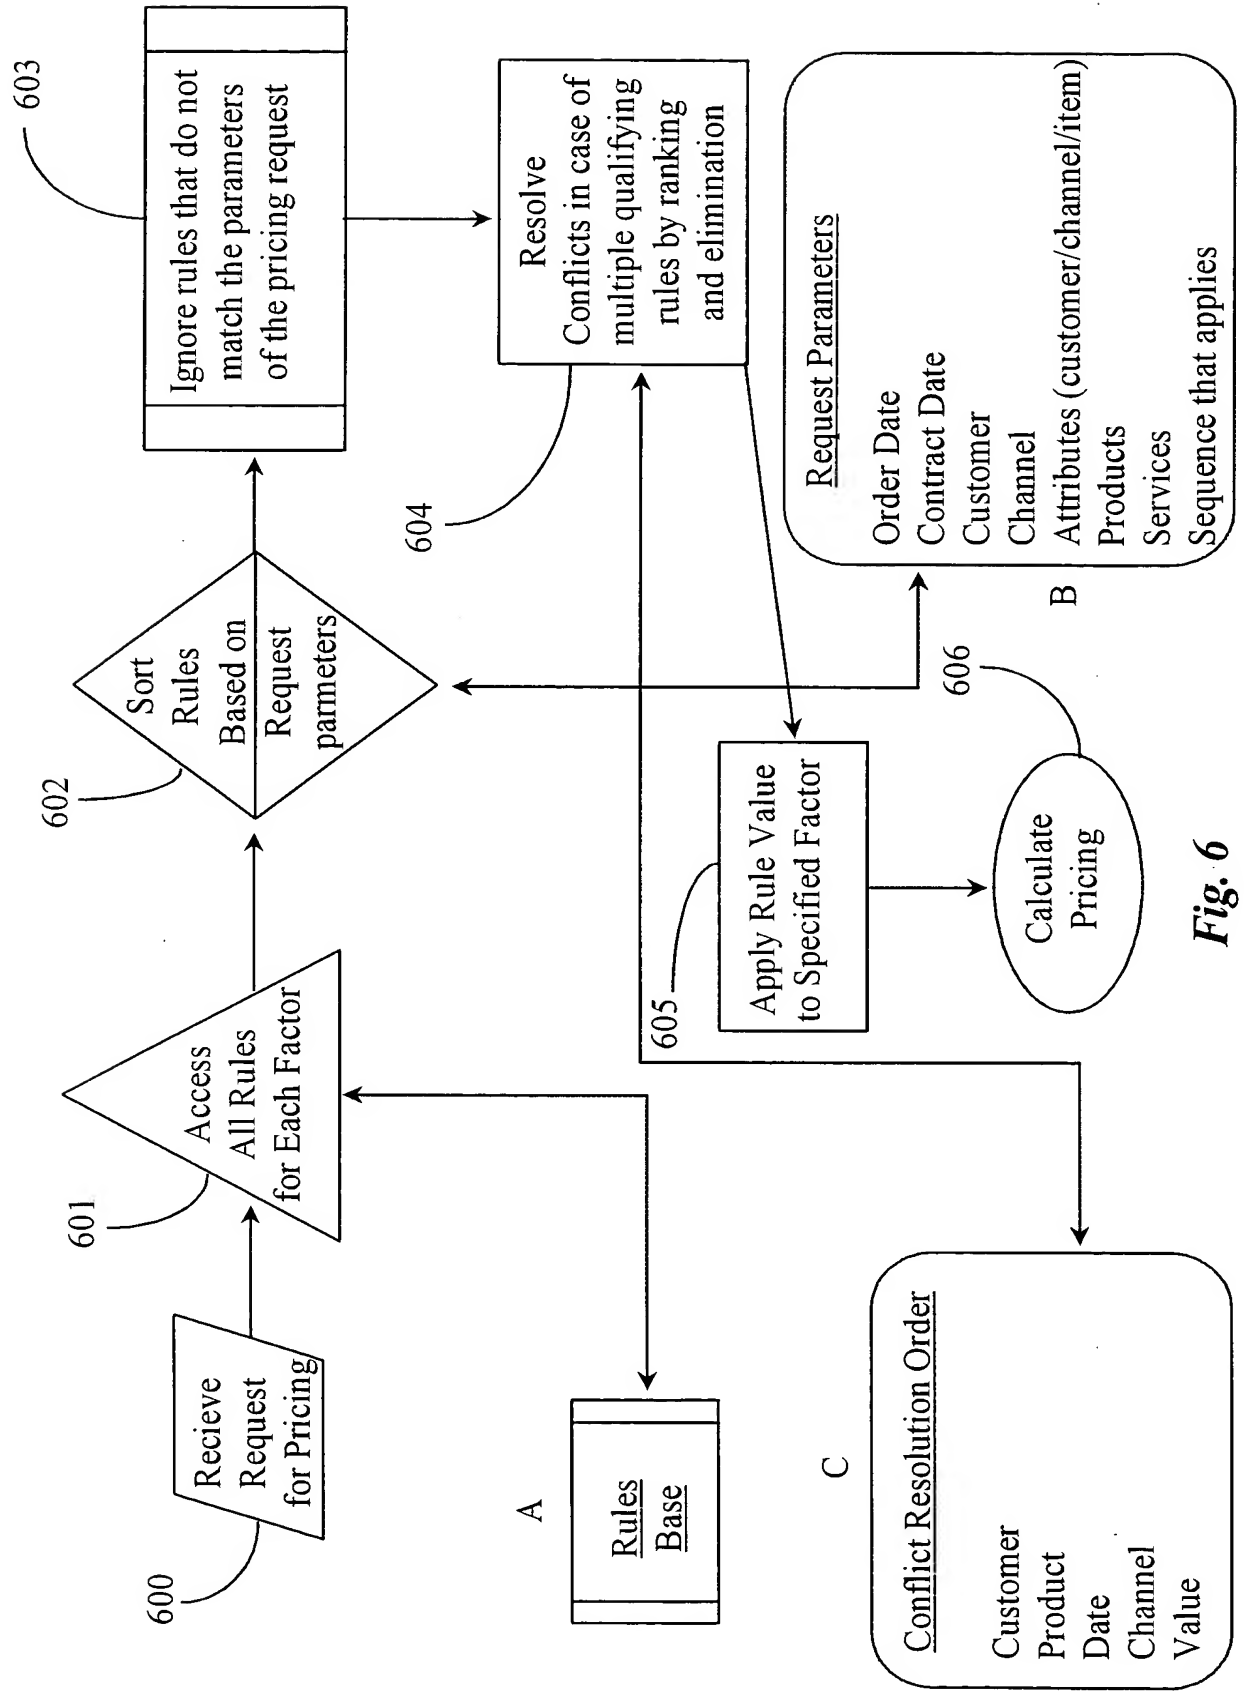 600
Recieve
Request
for Pricing
601
Access
All Rules
for Each Factor
602
Sort
Rules
Based on
Request
parmeters
603
Ignore rules that do not
match the parameters
of the pricing request
604
Resolve
Conflicts in case of
multiple qualifying
rules by ranking
and elimination
605
Apply Rule Value
to Specified Factor
606
Calculate
Pricing
A
Rules
Base
B
Request Parameters
Order Date
Contract Date
Customer
Channel
Attributes (customer/channel/item)
Products
Services
Sequence that applies
C
Conflict Resolution Order
Customer
Product
Date
Channel
Value
Fig. 6